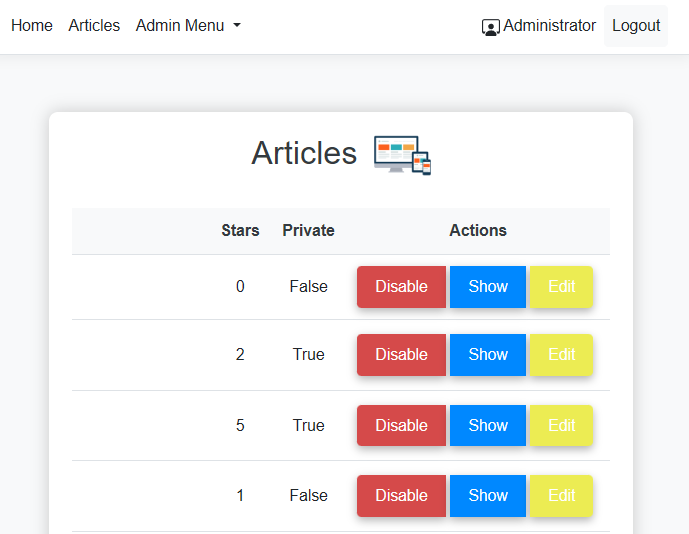 Home Articles Admin Menu Administrator Logout
Articles
Stars Private Actions
0 False Disable Show Edit
2 True Disable Show Edit
5 True Disable Show Edit
1 False Disable Show Edit